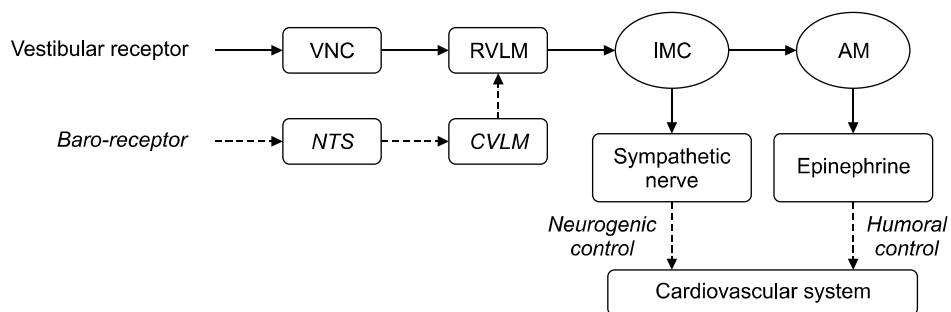 Vestibular receptor
VNC
RVLM
IMC
AM
Baro-receptor
NTS
CVLM
Sympathetic
nerve
Epinephrine
Neurogenic
control
Humoral
control
Cardiovascular system